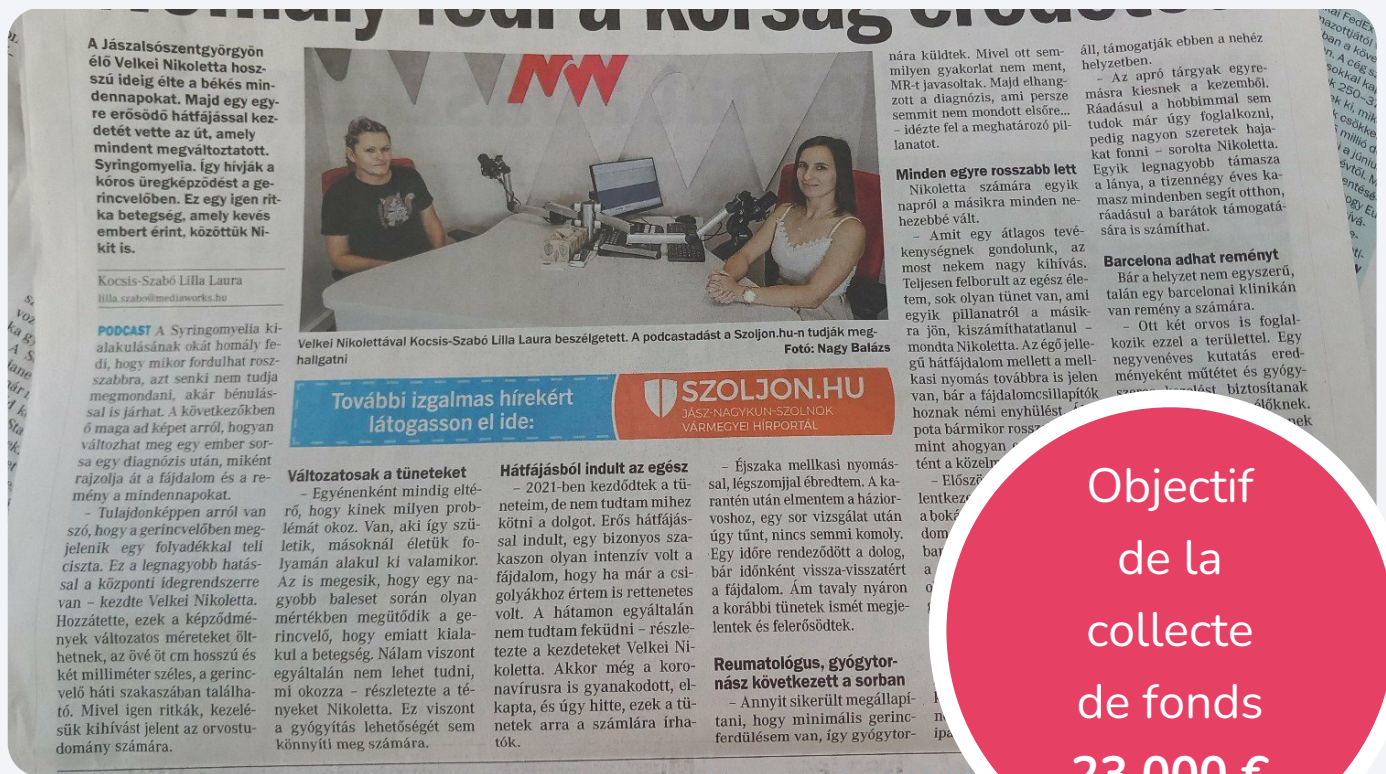 A Jászalsószentgyörgyön
élő Velkei Nikoletta hosz-
szú ideig élte a békés min-
dennapokat. Majd egy egy-
re erősödő hátfájással kez-
detét vette az út, amely
mindent megváltoztatott.
Syringomyelia. Így hívják a
kóros üregképződést a ge-
rincvelőben. Ez egy igen rit-
ka betegség, amely kevés
embert érint, közöttük Ni-
kit is.
Kocsis-Szabó Lilla Laura
lilla.szabo@mediaworks.hu
PODCAST A Syringomyelia ki-
alakulásának okát homály fe-
di, hogy mikor fordulhat rosz-
szabbra, azt senki nem tudja
megmondani, akár bénulás-
sal is járhat. A következőkben
ő maga ad képet arról, hogyan
változhat meg egy ember sor-
sa egy diagnózis után, miként
rajzolja át a fájdalom és a re-
mény a mindennapokat.
– Tulajdonképpen arról van
szó, hogy a gerincvelőben meg-
jelenik egy folyadékkal teli
ciszta. Ez a legnagyobb hatás-
sal a központi idegrendszerre
van – kezdte Velkei Nikoletta.
Hozzátette, ezek a képződmé-
nyek változatos méreteket ölt-
hetnek, az övé öt cm hosszú és
két milliméter széles, a gerinc-
velő háti szakaszában találha-
tó. Mivel igen ritkák, kezelé-
sük kihívást jelent az orvostu-
domány számára.
Velkei Nikolettával Kocsis-Szabó Lilla Laura beszélgetett. A podcastadást a Szoljon.hu-n tudják meg-
hallgatni
Fotó: Nagy Balázs
További izgalmas hírekért
látogasson el ide:
SZOLJON.HU
JÁSZ-NAGYKUN-SZOLNOK
VÁRMEGYEI HÍRPORTÁL
Változatosak a tüneteket
– Egyénenként mindig elté-
rő, hogy kinek milyen prob-
lémát okoz. Van, aki így szü-
letik, másoknál életük fo-
lyamán alakul ki valamikor.
Az is megesik, hogy egy na-
gyobb baleset során olyan
mértékben megütődik a ge-
rincvelő, hogy emiatt kiala-
kul a betegség. Nálam viszont
egyáltalán nem lehet tudni,
mi okozza – részletezte a té-
nyeket Nikoletta. Ez viszont
a gyógyítás lehetőségét sem
könnyíti meg számára.
Hátfájásból indult az egész
– 2021-ben kezdődtek a tü-
neteim, de nem tudtam mihez
kötni a dolgot. Erős hátfájás-
sal indult, egy bizonyos sza-
kaszon olyan intenzív volt a
fájdalom, hogy ha már a csi-
golyákhoz értem is rettenetes
volt. A hátamon egyáltalán
nem tudtam feküdni – részle-
tezte a kezdeteket Velkei Ni-
koletta. Akkor még a koro-
navírusra is gyanakodott, el-
kapta, és úgy hitte, ezek a tü-
netek arra a számlára írha-
tók.
– Éjszaka mellkasi nyomás-
sal, légszomjjal ébredtem. A ka-
rantén után elmentem a házior-
voshoz, egy sor vizsgálat után
úgy tűnt, nincs semmi komoly.
Egy időre rendeződött a dolog,
bár időnként vissza-visszatért
a fájdalom. Ám tavaly nyáron
a korábbi tünetek ismét megje-
lentek és felerősödtek.
Reumatológus, gyógytor-
nász következett a sorban
– Annyit sikerült megállapí-
tani, hogy minimális gerinc-
ferdülésem van, így gyógytor-
nára küldtek. Mivel ott sem-
milyen gyakorlat nem ment,
MR-t javasoltak. Majd elhang-
zott a diagnózis, ami persze
semmit nem mondott elsőre...
– idézte fel a meghatározó pil-
lanatot.
Minden egyre rosszabb lett
Nikoletta számára egyik
napról a másikra minden ne-
hezebbé vált.
– Amit egy átlagos tevé-
kenységnek gondolunk, az
most nekem nagy kihívás.
Teljesen felborult az egész éle-
tem, sok olyan tünet van, ami
egyik pillanatról a másik-
ra jön, kiszámíthatatlanul –
mondta Nikoletta. Az égő jelle-
gű hátfájdalom mellett a mell-
kasi nyomás továbbra is jelen
van, bár a fájdalomcsillapítók
hoznak némi enyhülést
pota bármikor
mint ahogyan
tént a
áll, támogatják ebben a nehéz
helyzetben.
– Az apró tárgyak egyre-
másra kiesnek a kezemből.
Ráadásul a hobbimmal sem
tudok már úgy foglalkozni,
pedig nagyon szeretek haja-
kat fonni – sorolta Nikoletta.
Egyik legnagyobb támasza
a lánya, a tizennégy éves ka-
masz mindenben segít otthon,
ráadásul a barátok támogatá-
sára is számíthat.
Barcelona adhat reményt
Bár a helyzet nem egyszerű,
talán egy barcelonai klinikán
van remény a számára.
– Ott két orvos is foglal-
kozik ezzel a területtel. Egy
negyvenéves kutatás ered-
ményeként műtétet és gyógy-
biztosítanak
Objectif
de la
collecte
de fonds
23 000 €